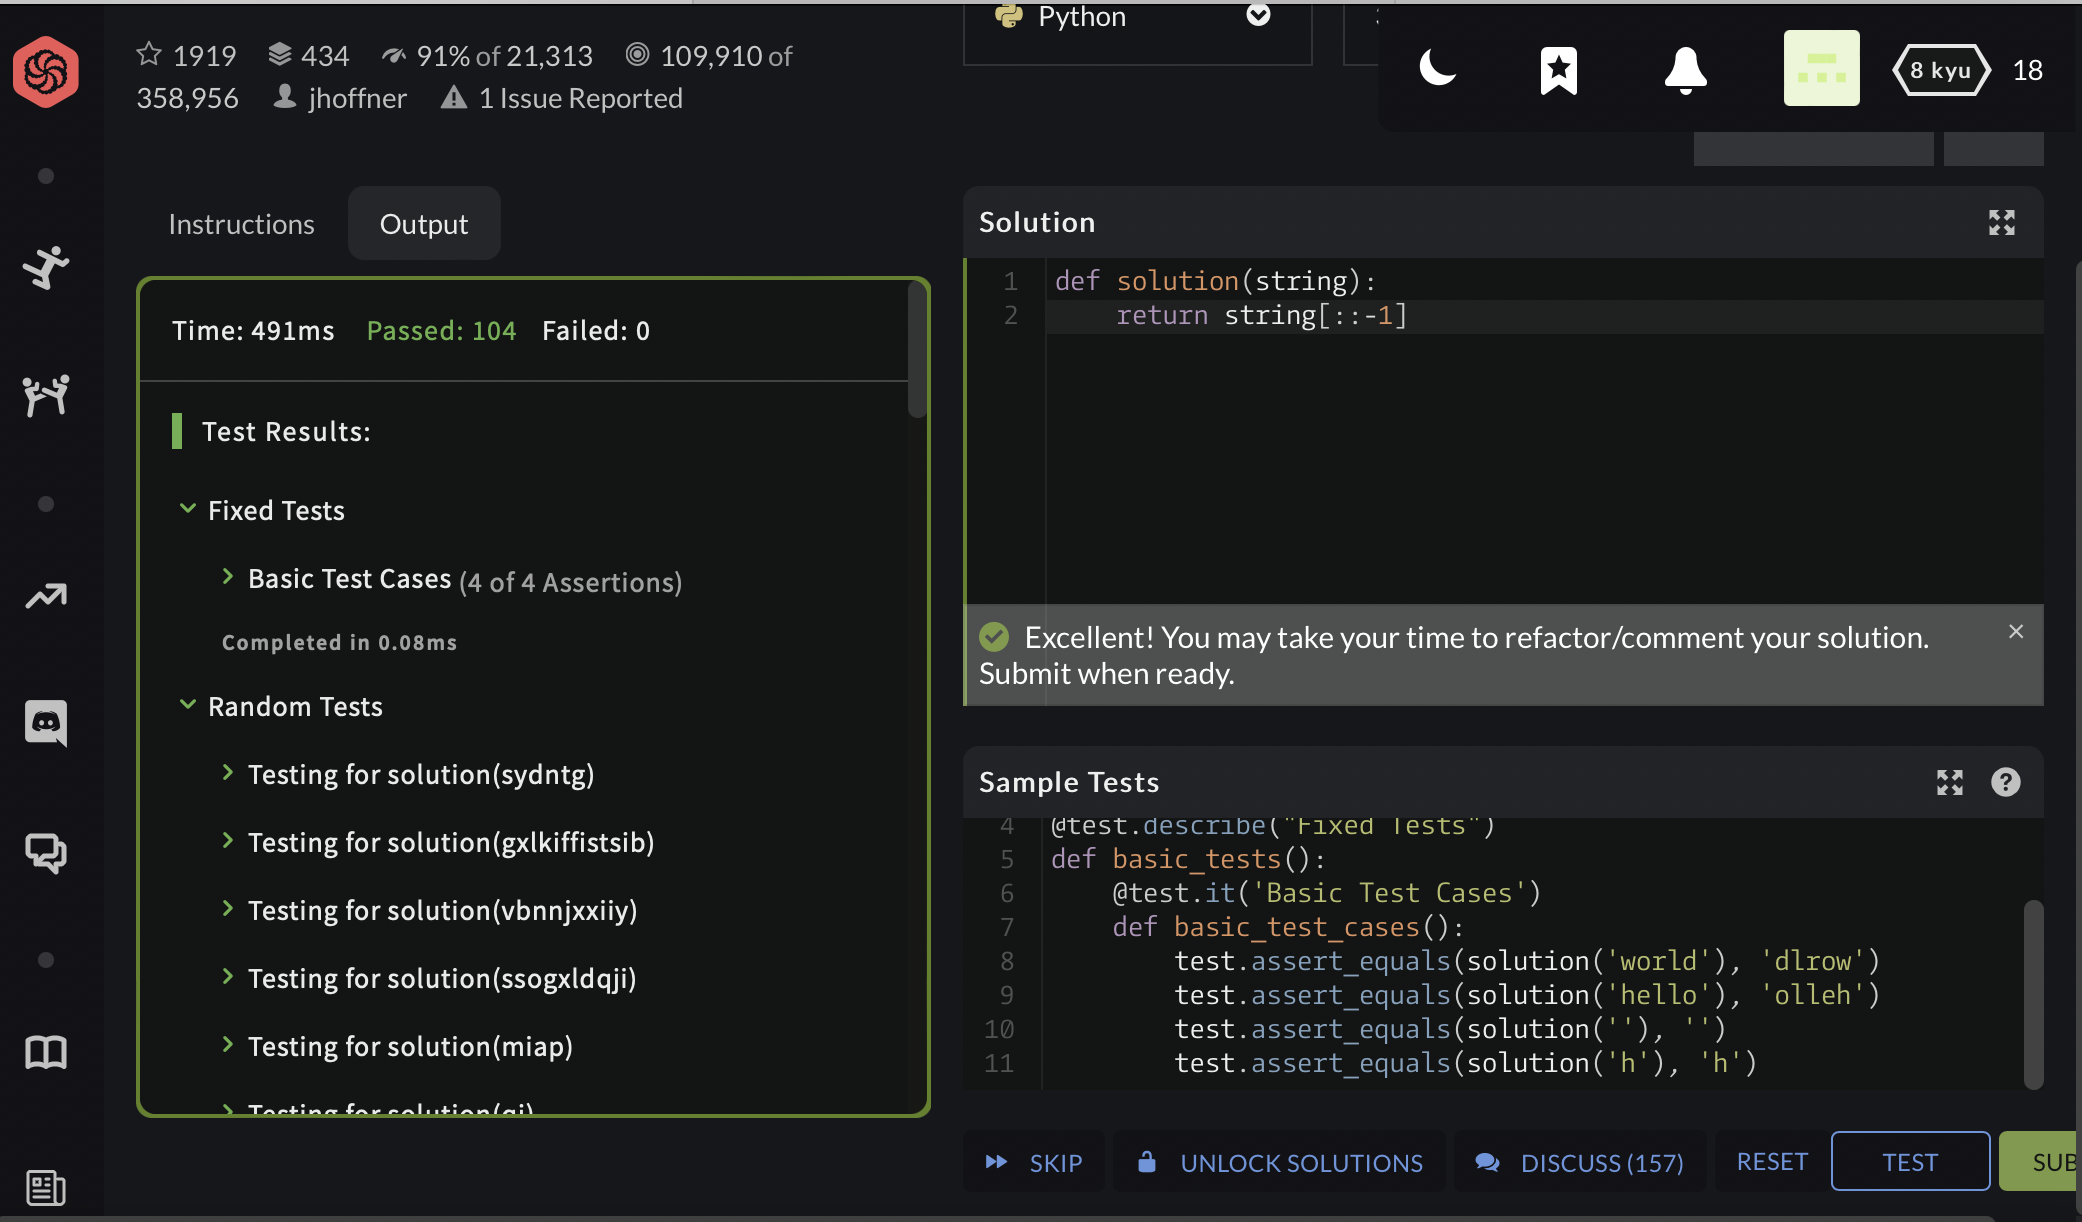 1919 434 91% of 21,313 109,910 of
358,956 jhoffner 1 Issue Reported
Python
8 kyu 18
Instructions Output
Time: 491ms Passed: 104 Failed: 0
Test Results:
Fixed Tests
Basic Test Cases (4 of 4 Assertions)
Completed in 0.08ms
Random Tests
Testing for solution(sydntg)
Testing for solution(gxlkiffistsib)
Testing for solution(vbnnjxxiiy)
Testing for solution(ssogxldqji)
Testing for solution(miap)
Testing for solution(qi)
Solution
1 def solution(string):
2 return string[::-1]
Excellent! You may take your time to refactor/comment your solution.
Submit when ready.
Sample Tests
4 @test.describe("Fixed Tests")
5 def basic_tests():
6 @test.it('Basic Test Cases')
7 def basic_test_cases():
8 test.assert_equals(solution('world'), 'dlrow')
9 test.assert_equals(solution('hello'), 'olleh')
10 test.assert_equals(solution(''), '')
11 test.assert_equals(solution('h'), 'h')
SKIP UNLOCK SOLUTIONS DISCUSS (157) RESET TEST SUB